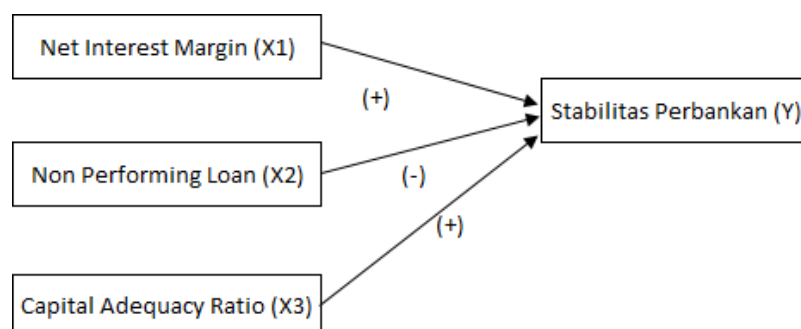 Net Interest Margin (X1)
(+)
Stabilitas Perbankan (Y)
Non Performing Loan (X2)
(-)
(+)
Capital Adequacy Ratio (X3)